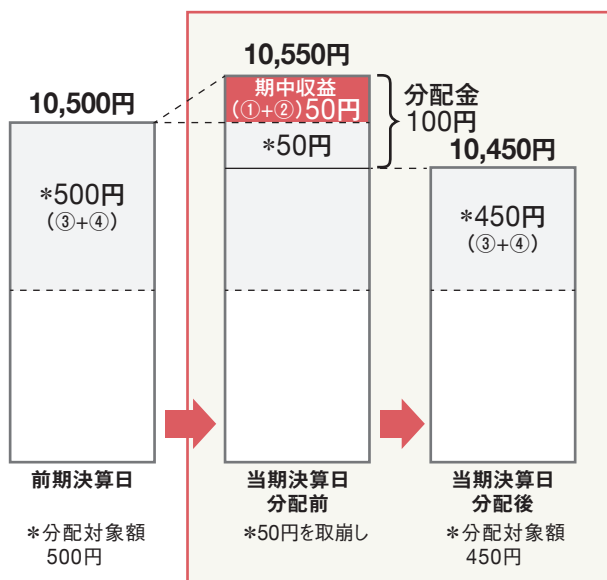 10,500円
*500円
(③+④)
前期決算日
*分配対象額
500円
10,550円
期中収益
(①+②)50円
*50円
分配金
100円
当期決算日
分配前
*50円を取崩し
10,450円
*450円
(③+④)
当期決算日
分配後
*分配対象額
450円